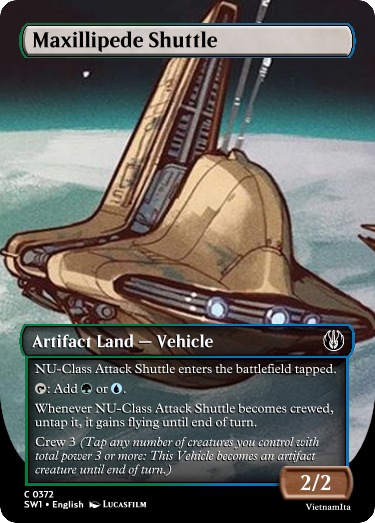 Maxillipede Shuttle
Artifact Land — Vehicle
NU-Class Attack Shuttle enters the battlefield tapped.
: Add or .
Whenever NU-Class Attack Shuttle becomes crewed,
untap it, it gains flying until end of turn.
Crew 3 (Tap any number of creatures you control with
total power 3 or more: This Vehicle becomes an artifact
creature until end of turn.)
2/2
C 0372
SW1 • English LUCASFILM
VietnamIta